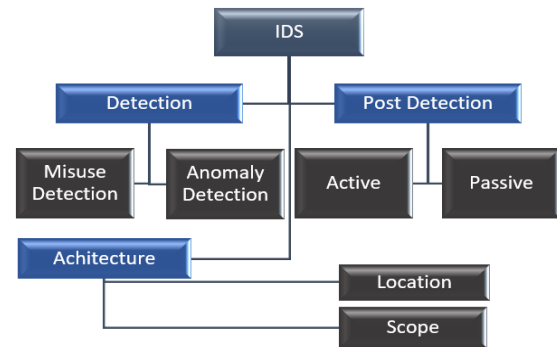 IDS
Detection
Post Detection
Misuse
Detection
Anomaly
Detection
Active
Passive
Achitecture
Location
Scope